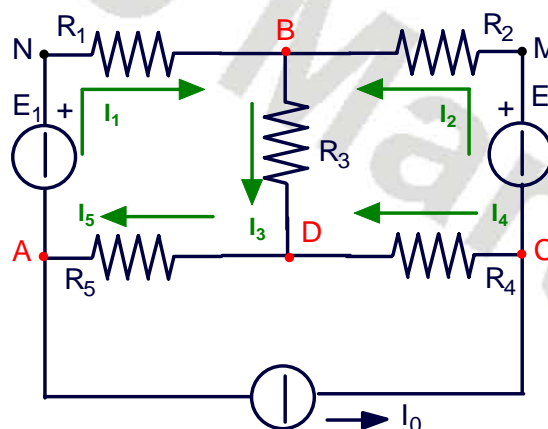 N R1 B R2 M
E1 + I1 I2 + E
R3
A I5 I3 D I4 C
R5 R4
I0